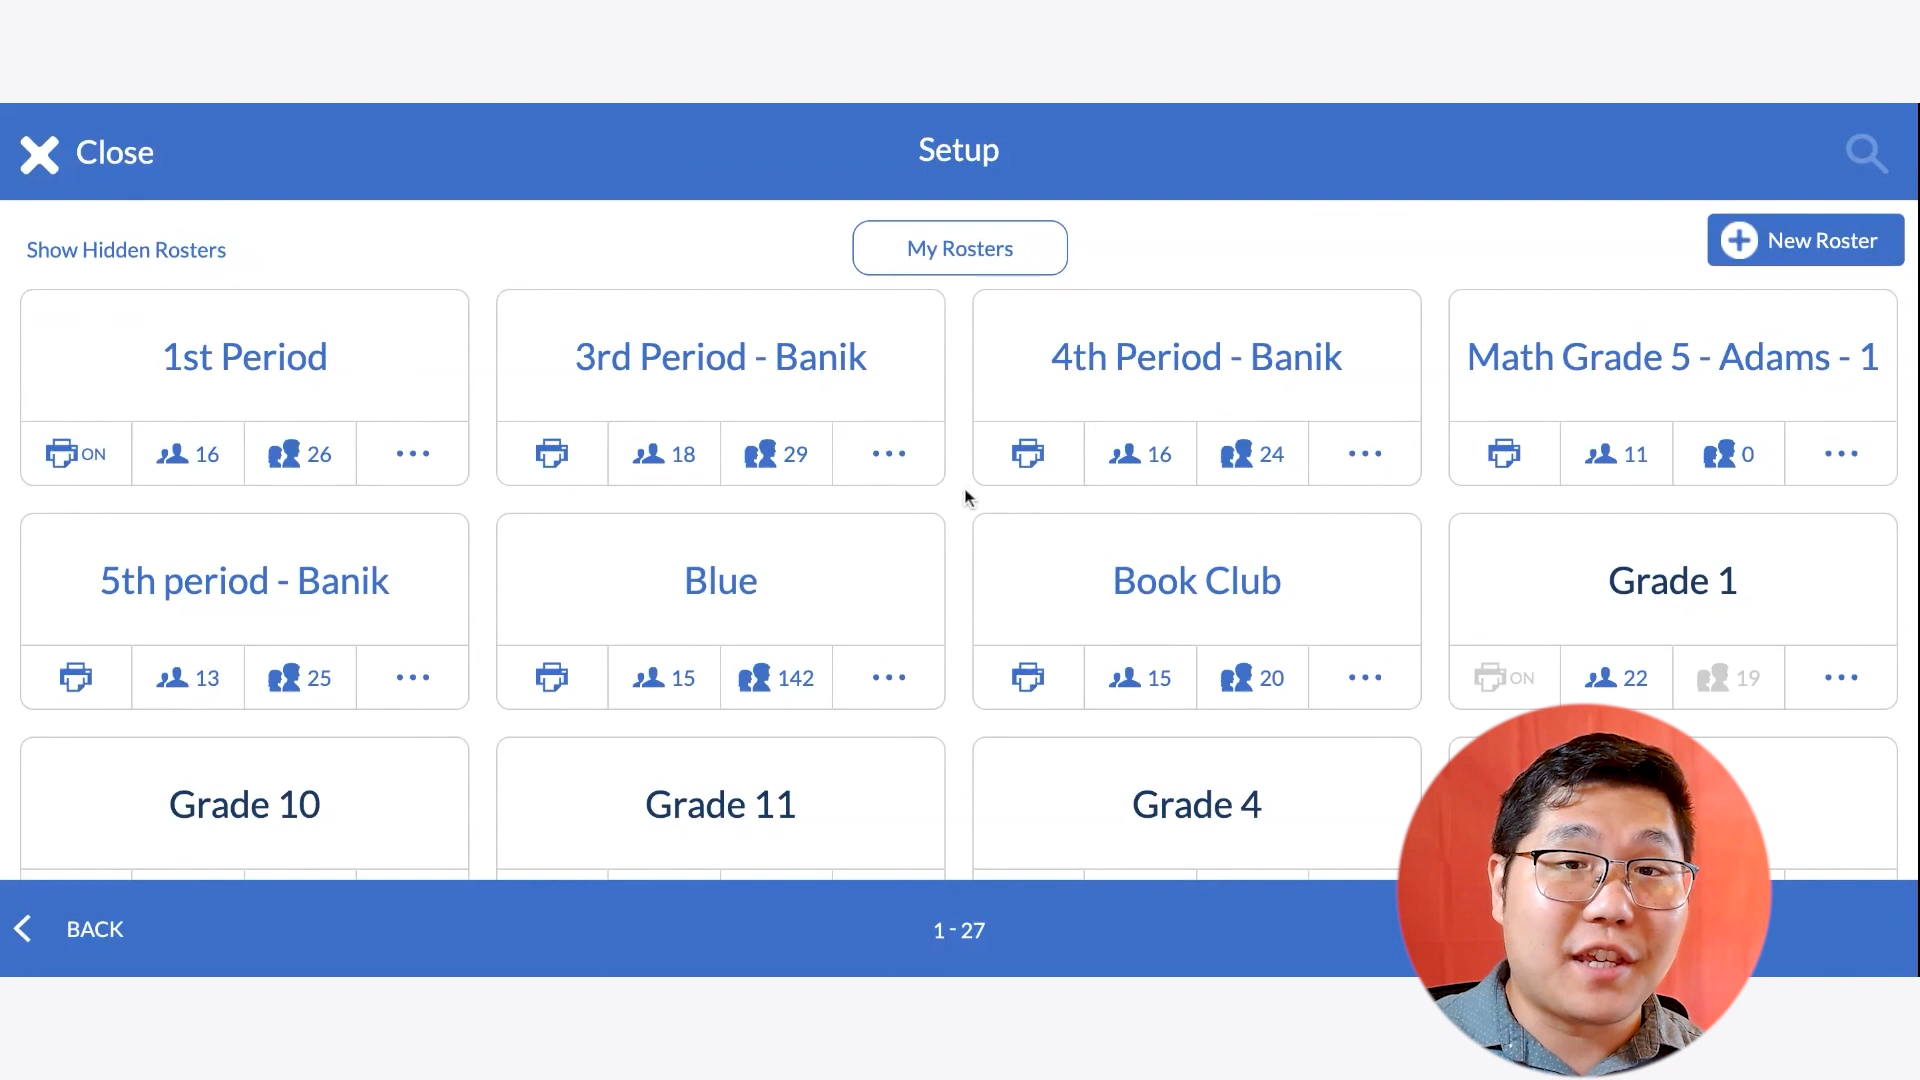 Close
Setup
Show Hidden Rosters
My Rosters
New Roster
1st Period
3rd Period - Banik
4th Period - Banik
Math Grade 5 - Adams - 1
ON 16 26
18 29
16 24
11 0
5th period - Banik
Blue
Book Club
Grade 1
13 25
15 142
15 20
ON 22 19
Grade 10
Grade 11
Grade 4
BACK
1 - 27